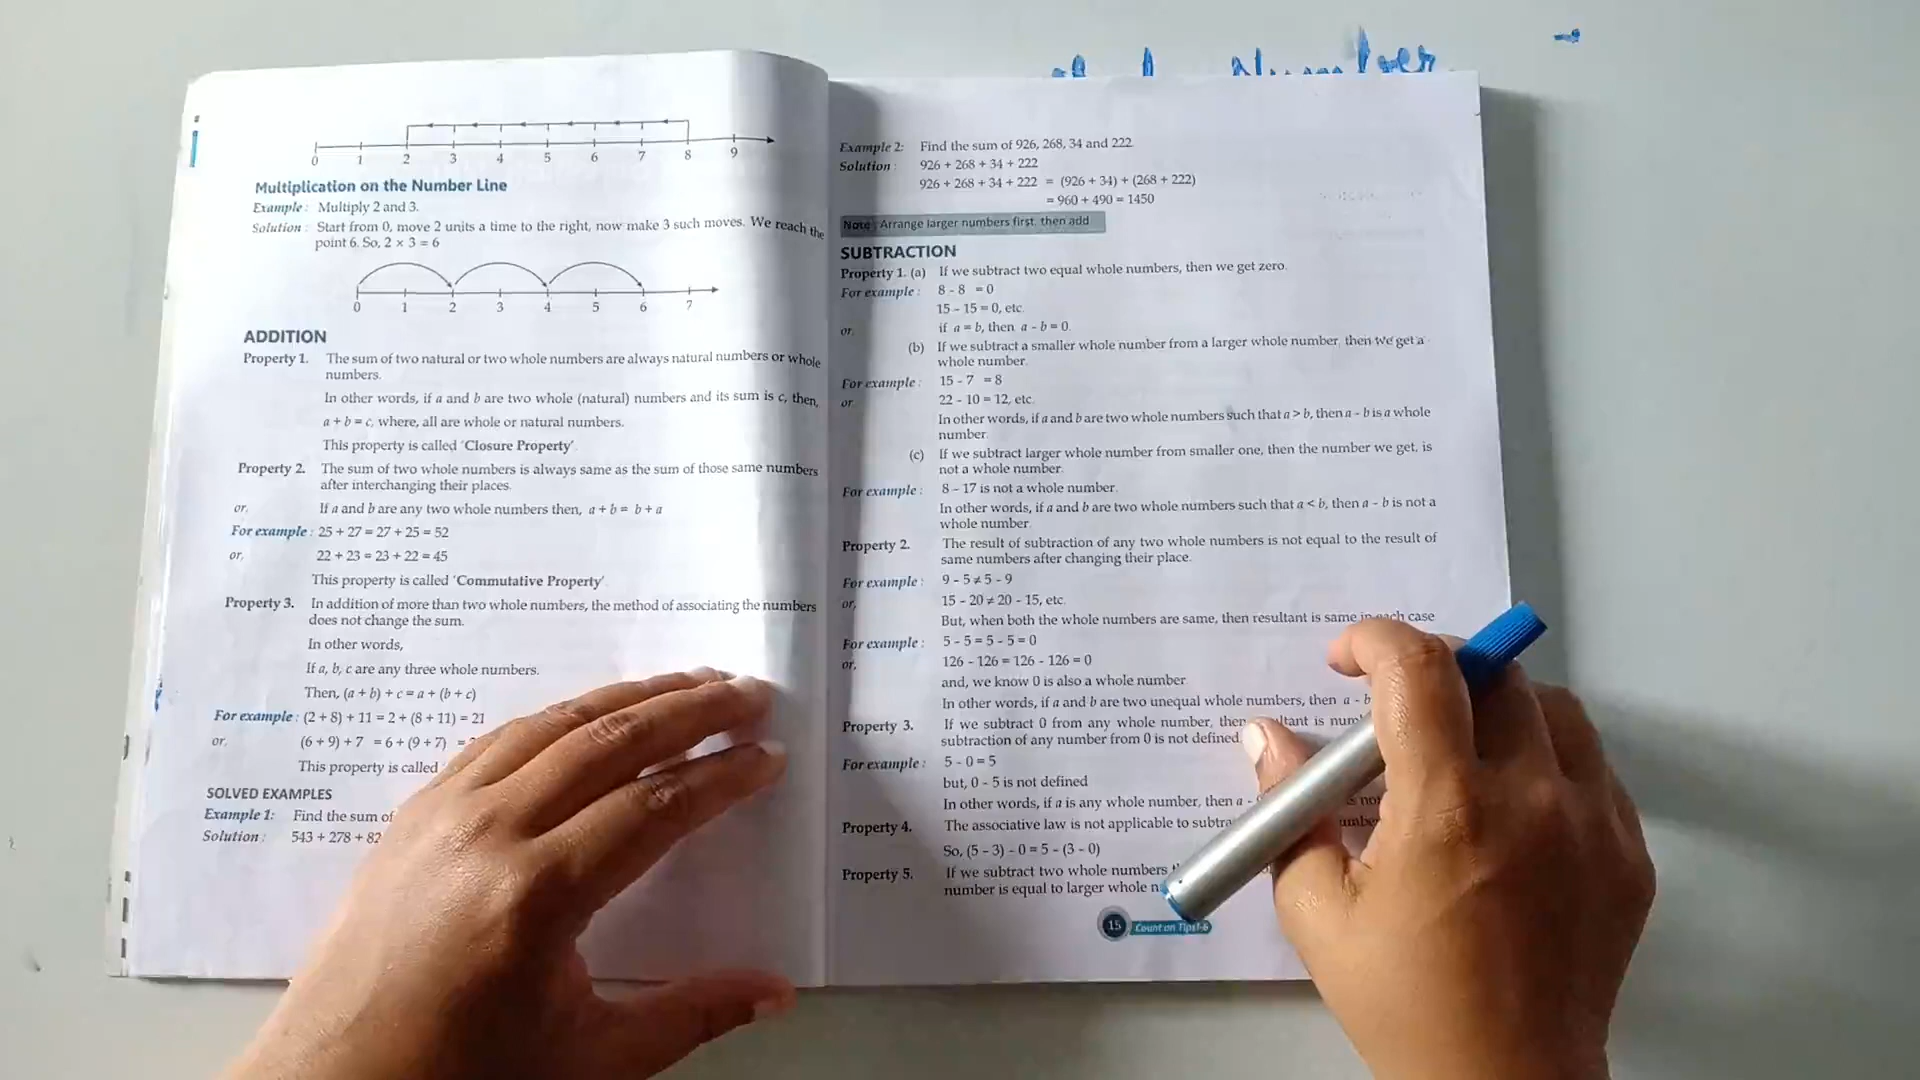 Number
0 1 2 3 4 5 6 7 8 9
Multiplication on the Number Line
Example : Multiply 2 and 3.
Solution : Start from 0, move 2 units a time to the right, now make 3 such moves. We reach the
point 6. So, 2 × 3 = 6
0 1 2 3 4 5 6 7
ADDITION
Property 1. The sum of two natural or two whole numbers are always natural numbers or whole
numbers.
In other words, if a and b are two whole (natural) numbers and its sum is c, then,
a + b = c, where, all are whole or natural numbers.
This property is called 'Closure Property'.
Property 2. The sum of two whole numbers is always same as the sum of those same numbers
after interchanging their places.
or, If a and b are any two whole numbers then, a + b = b + a
For example : 25 + 27 = 27 + 25 = 52
or, 22 + 23 = 23 + 22 = 45
This property is called 'Commutative Property'.
Property 3. In addition of more than two whole numbers, the method of associating the numbers
does not change the sum.
In other words,
If a, b, c are any three whole numbers.
Then, (a + b) + c = a + (b + c)
For example : (2 + 8) + 11 = 2 + (8 + 11) = 21
or, (6 + 9) + 7 = 6 + (9 + 7) =
This property is called
SOLVED EXAMPLES
Example 1: Find the sum of
Solution : 543 + 278 + 82
Example 2: Find the sum of 926, 268, 34 and 222.
Solution : 926 + 268 + 34 + 222
926 + 268 + 34 + 222 = (926 + 34) + (268 + 222)
= 960 + 490 = 1450
Note : Arrange larger numbers first, then add
SUBTRACTION
Property 1. (a) If we subtract two equal whole numbers, then we get zero.
For example : 8 - 8 = 0
15 - 15 = 0, etc.
or, if a = b, then a - b = 0.
(b) If we subtract a smaller whole number from a larger whole number, then we get a
whole number.
For example : 15 - 7 = 8
or, 22 - 10 = 12, etc.
In other words, if a and b are two whole numbers such that a > b, then a - b is a whole
number.
(c) If we subtract larger whole number from smaller one, then the number we get, is
not a whole number.
For example : 8 - 17 is not a whole number.
In other words, if a and b are two whole numbers such that a < b, then a - b is not a
whole number.
Property 2. The result of subtraction of any two whole numbers is not equal to the result of
same numbers after changing their place.
For example : 9 - 5 ≠ 5 - 9
or, 15 - 20 ≠ 20 - 15, etc.
But, when both the whole numbers are same, then resultant is same in each case
For example : 5 - 5 = 5 - 5 = 0
or, 126 - 126 = 126 - 126 = 0
and, we know 0 is also a whole number.
In other words, if a and b are two unequal whole numbers, then a - b
Property 3. If we subtract 0 from any whole number, then resultant is
subtraction of any number from 0 is not defined.
For example : 5 - 0 = 5
but, 0 - 5 is not defined
In other words, if a is any whole number, then a -
Property 4. The associative law is not applicable to
So, (5 - 3) - 0 = 5 - (3 - 0)
Property 5. If we subtract two whole numbers
number is equal to larger whole
15 Count on Tips!-6